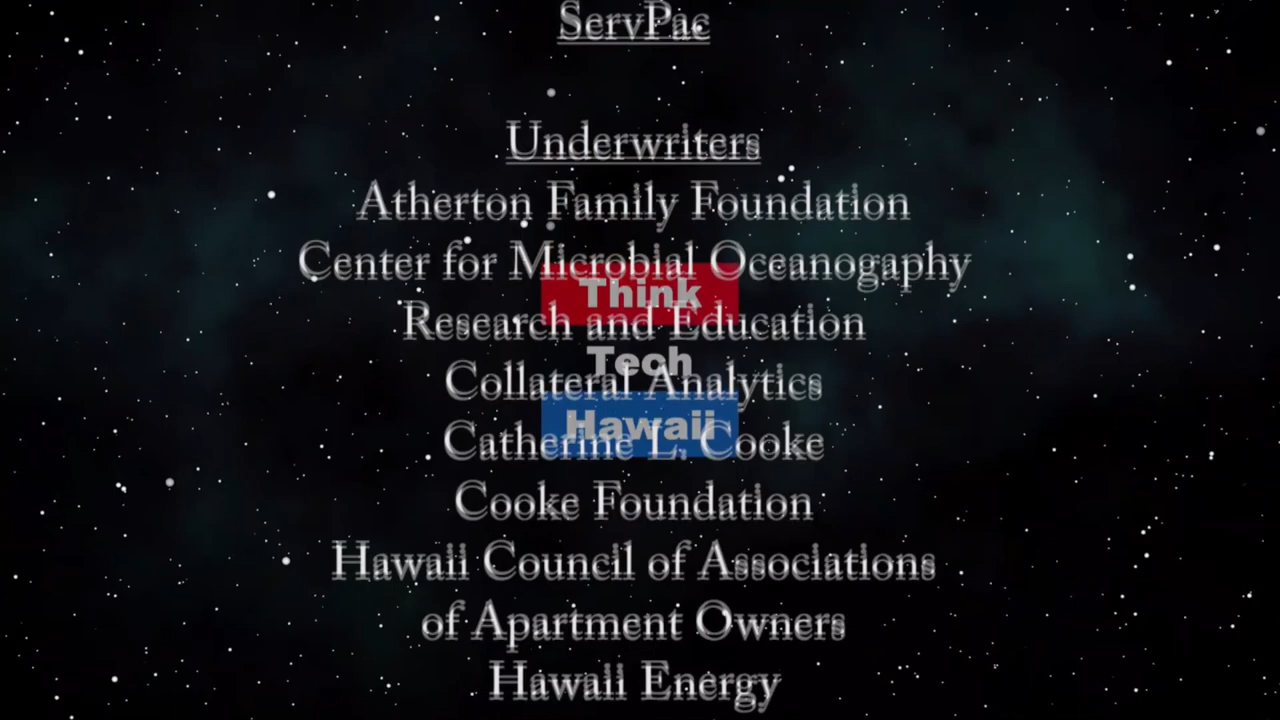 ServPac
Underwriters
Atherton Family Foundation
Center for Microbial Oceanogaphy
Think
Research and Education
Tech
Collateral Analytics
Hawaii
Catherine L. Cooke
Cooke Foundation
Hawaii Council of Associations
of Apartment Owners
Hawaii Energy